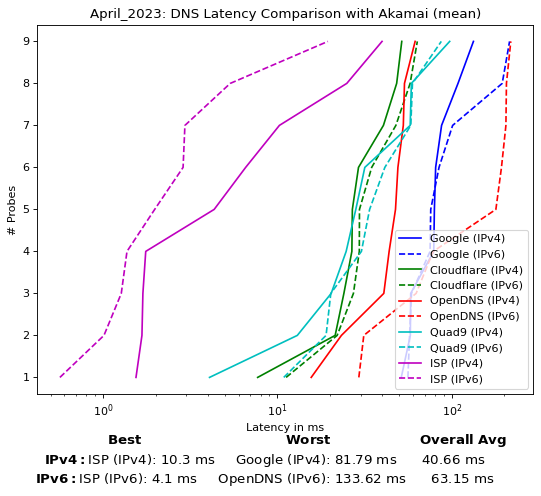 April_2023: DNS Latency Comparison with Akamai (mean)
# Probes
9
8
7
6
5
4
3
2
1
Google (IPv4)
Google (IPv6)
Cloudflare (IPv4)
Cloudflare (IPv6)
OpenDNS (IPv4)
OpenDNS (IPv6)
Quad9 (IPv4)
Quad9 (IPv6)
ISP (IPv4)
ISP (IPv6)
10⁰ 10¹ 10²
Latency in ms
Best Worst Overall Avg
IPv4: ISP (IPv4): 10.3 ms Google (IPv4): 81.79 ms 40.66 ms
IPv6: ISP (IPv6): 4.1 ms OpenDNS (IPv6): 133.62 ms 63.15 ms